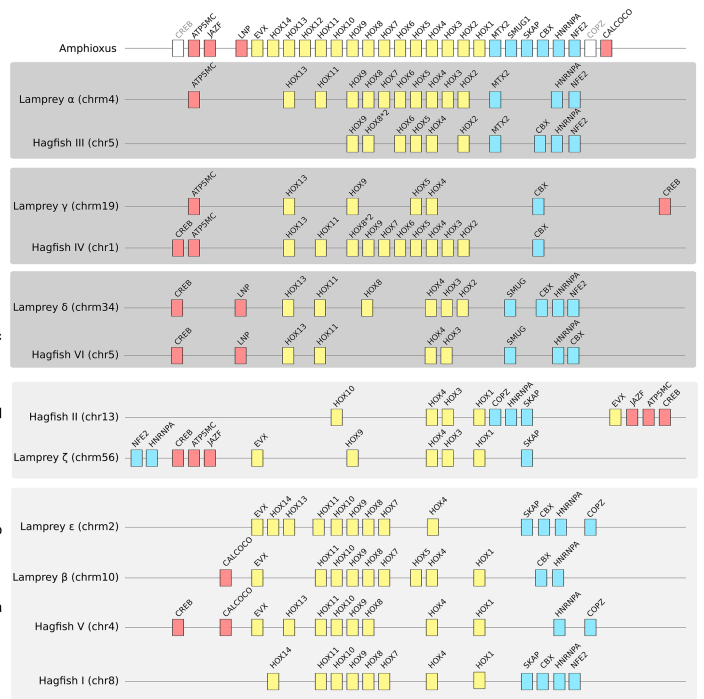 CREB ATP5MC JAZF LNP EVX HOX14 HOX13 HOX12 HOX11 HOX10 HOX9 HOX8 HOX7 HOX6 HOX5 HOX4 HOX3 HOX2 HOX1 MTX2 SMUG1 SKAP CBX HNRNPA NFE2 COPZ CALCOCO
Amphioxus
ATP5MC HOX13 HOX11 HOX9 HOX8 HOX7 HOX6 HOX5 HOX4 HOX3 HOX2 MTX2 HNRNPA NFE2
Lamprey α (chrm4)
HOX9 HOX8*2 HOX6 HOX5 HOX4 HOX2 MTX2 CBX HNRNPA NFE2
Hagfish III (chr5)
ATP5MC HOX13 HOX9 HOX5 HOX4 CBX CREB
Lamprey γ (chrm19)
CREB ATP5MC HOX13 HOX11 HOX8*2 HOX9 HOX7 HOX6 HOX5 HOX4 HOX3 HOX2 CBX
Hagfish IV (chr1)
CREB LNP HOX13 HOX11 HOX8 HOX4 HOX3 HOX2 SMUG CBX HNRNPA NFE2
Lamprey δ (chrm34)
CREB LNP HOX13 HOX11 HOX4 HOX3 SMUG HNRNPA CBX
Hagfish VI (chr5)
HOX10 HOX4 HOX3 HOX1 COPZ HNRNPA SKAP EVX JAZF ATP5MC CREB
Hagfish II (chr13)
NFE2 HNRNPA CREB ATP5MC JAZF EVX HOX9 HOX4 HOX3 HOX1 SKAP
Lamprey ζ (chrm56)
EVX HOX14 HOX13 HOX11 HOX10 HOX9 HOX8 HOX7 HOX4 SKAP CBX HNRNPA COPZ
Lamprey ε (chrm2)
CALCOCO EVX HOX11 HOX10 HOX9 HOX8 HOX7 HOX5 HOX4 HOX1 CBX HNRNPA
Lamprey β (chrm10)
CREB CALCOCO EVX HOX13 HOX11 HOX10 HOX9 HOX8 HOX4 HOX1 HNRNPA COPZ
Hagfish V (chr4)
HOX14 HOX11 HOX10 HOX9 HOX8 HOX7 HOX4 HOX1 SKAP CBX HNRNPA NFE2
Hagfish I (chr8)